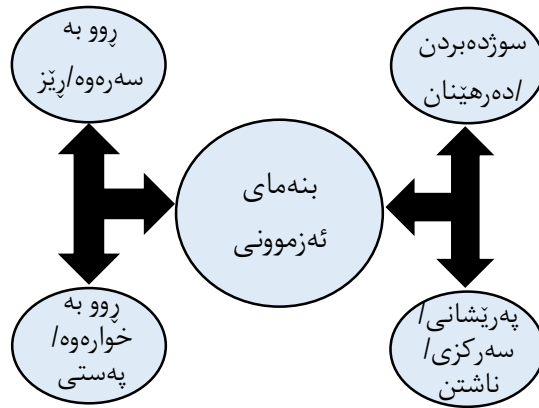 ڕوو بە
سەرەوە/ڕێز
سوژدەبردن
/دەرهێنان
بنەمای
ئەزموونی
ڕوو بە
خوارەوە/
پەستی
پەرێشانی/
سەرکزی/
ناشتن